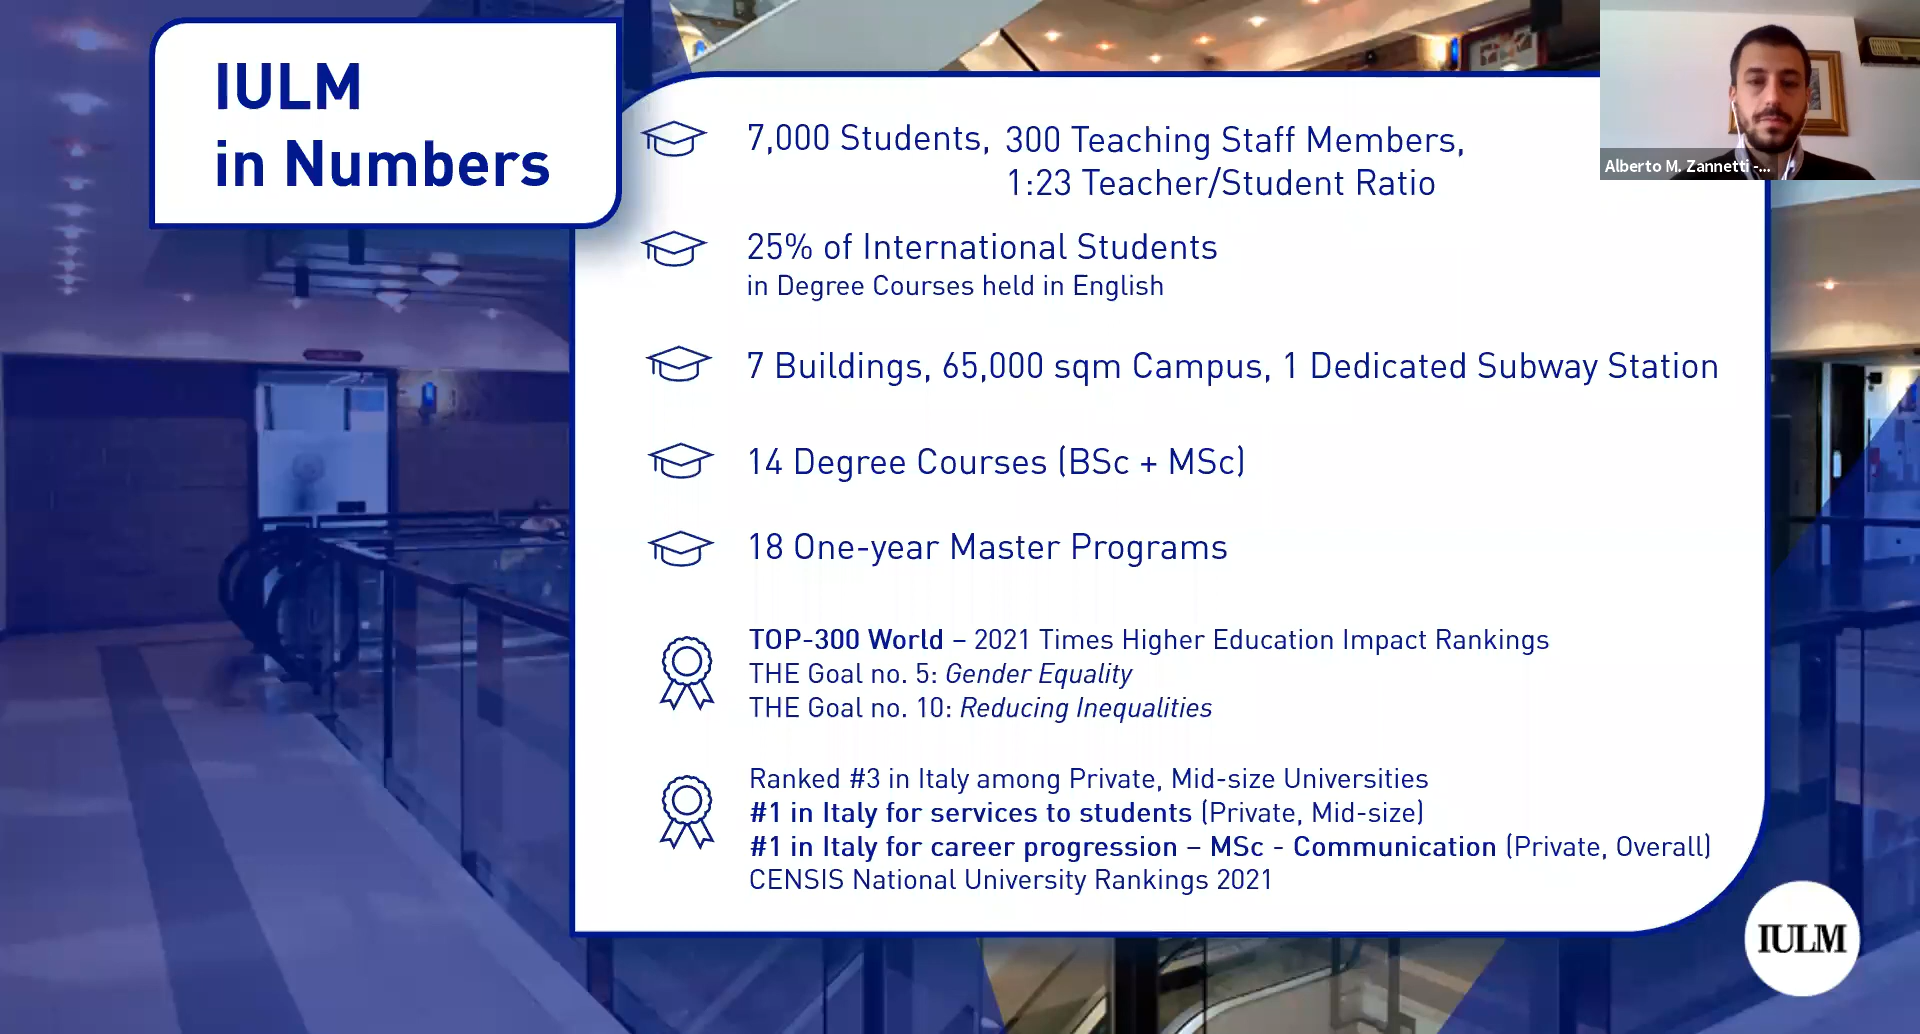 IULM
in Numbers
7,000 Students, 300 Teaching Staff Members,
1:23 Teacher/Student Ratio
25% of International Students
in Degree Courses held in English
7 Buildings, 65,000 sqm Campus, 1 Dedicated Subway Station
14 Degree Courses (BSc + MSc)
18 One-year Master Programs
TOP-300 World – 2021 Times Higher Education Impact Rankings
THE Goal no. 5: Gender Equality
THE Goal no. 10: Reducing Inequalities
Ranked #3 in Italy among Private, Mid-size Universities
#1 in Italy for services to students (Private, Mid-size)
#1 in Italy for career progression – MSc - Communication (Private, Overall)
CENSIS National University Rankings 2021
Alberto M. Zannetti -...
IULM